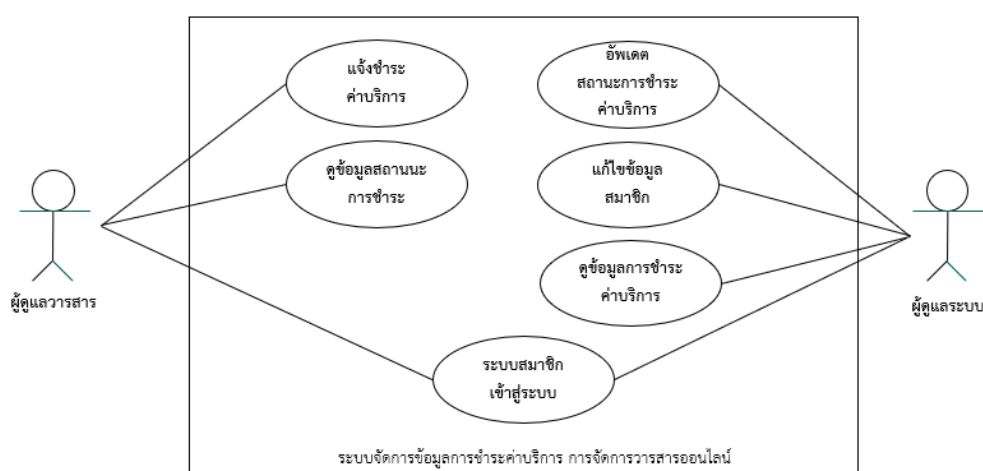 แจ้งชำระ
ค่าบริการ
อัพเดต
สถานะการชำระ
ค่าบริการ
ดูข้อมูลสถานนะ
การชำระ
แก้ไขข้อมูล
สมาชิก
ดูข้อมูลการชำระ
ค่าบริการ
ผู้ดูแลวารสาร
ผู้ดูแลระบบ
ระบบสมาชิก
เข้าสู่ระบบ
ระบบจัดการข้อมูลการชำระค่าบริการ การจัดการวารสารออนไลน์